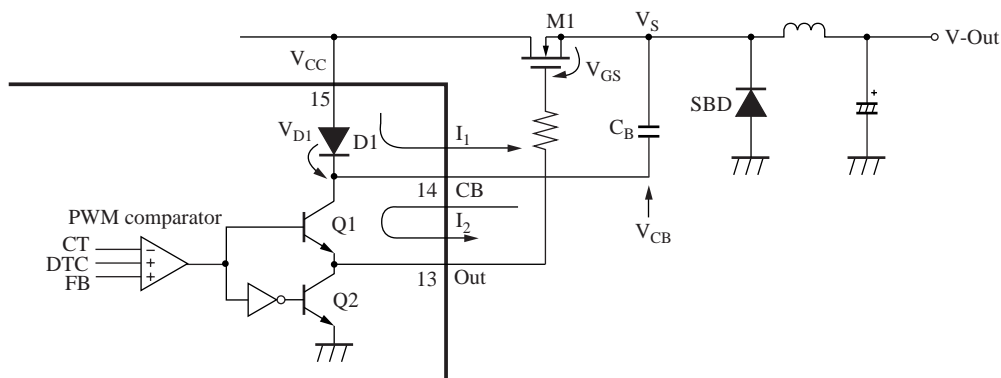 M1
V_S
V-Out
V_CC
V_GS
15
SBD
+
V_D1
D1
I_1
C_B
14
CB
PWM comparator
Q1
I_2
V_CB
CT
−
DTC
+
FB
+
13
Out
Q2